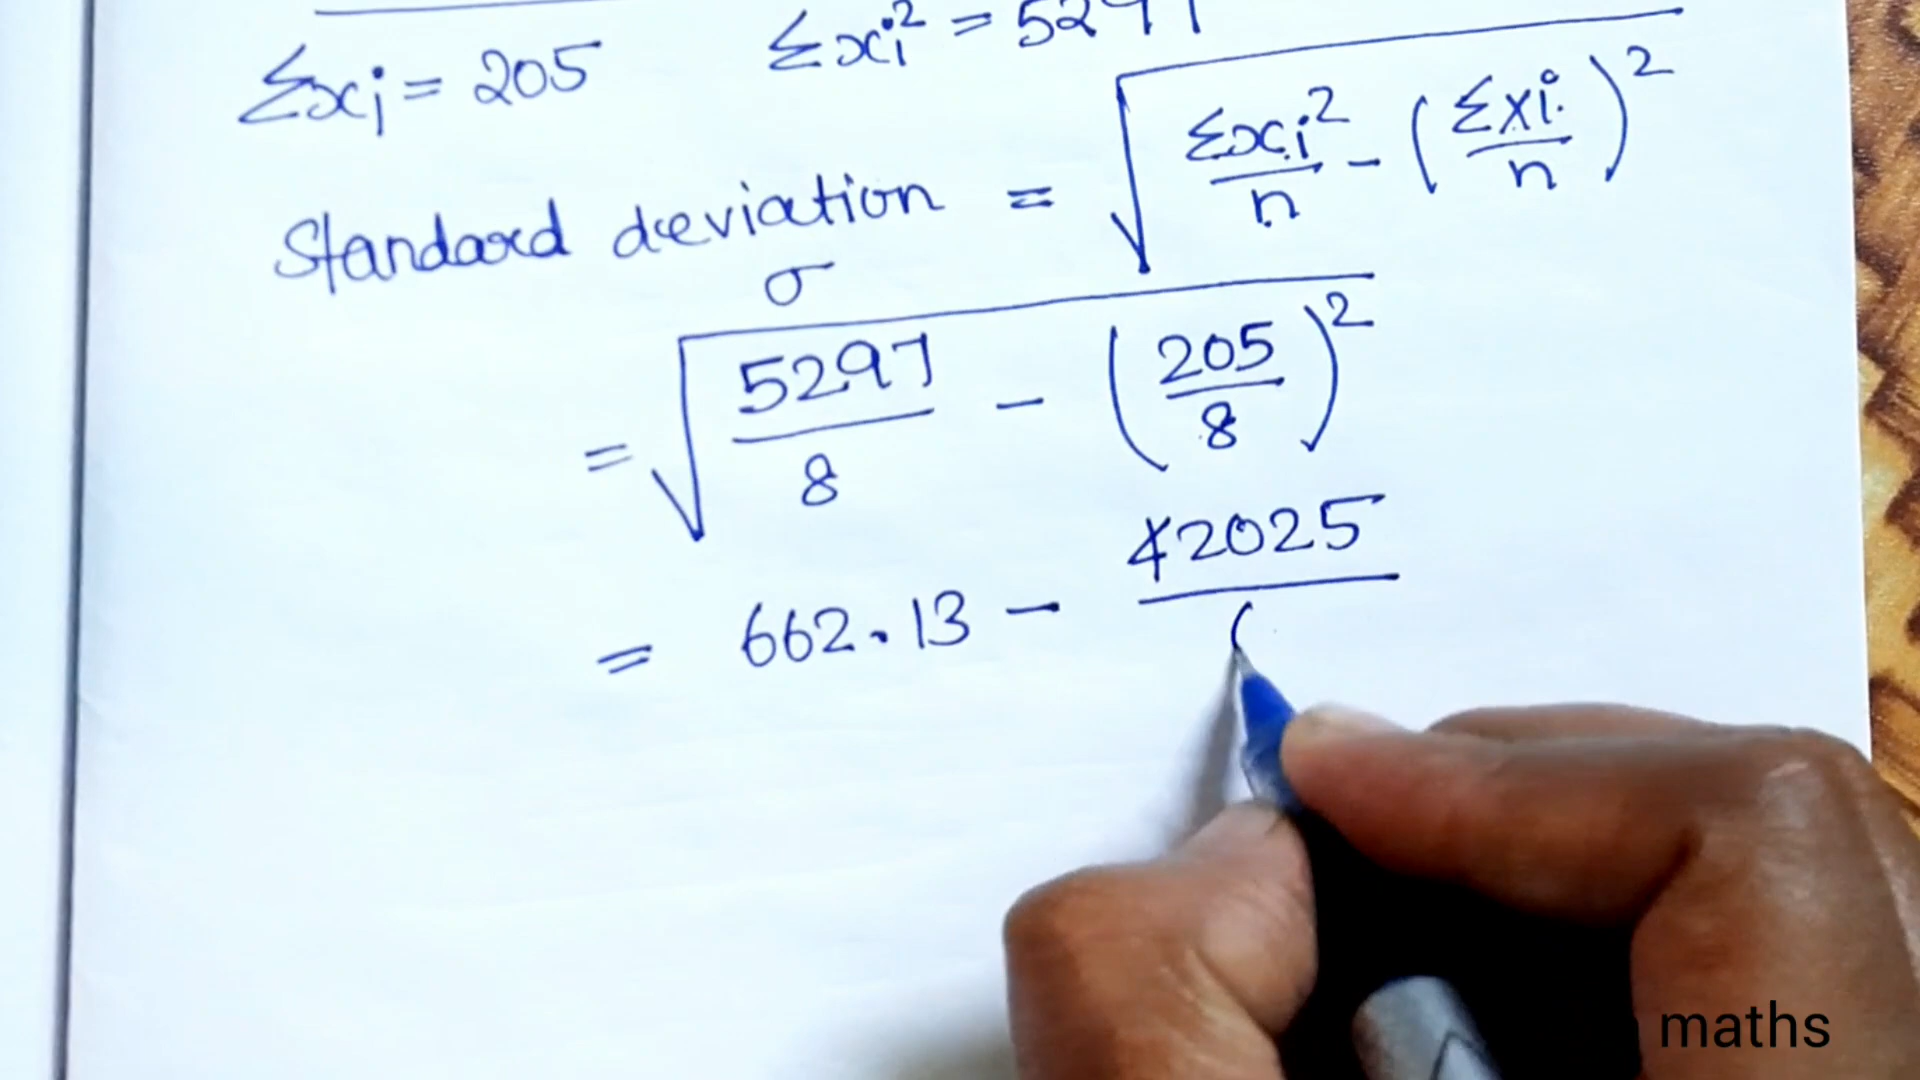 Σxi = 205 Σxi² = 5297
Standard deviation = √(Σxi²/n - (Σxi/n)²)
σ
= √(5297/8 - (205/8)²)
= 662.13 - 42025/
maths